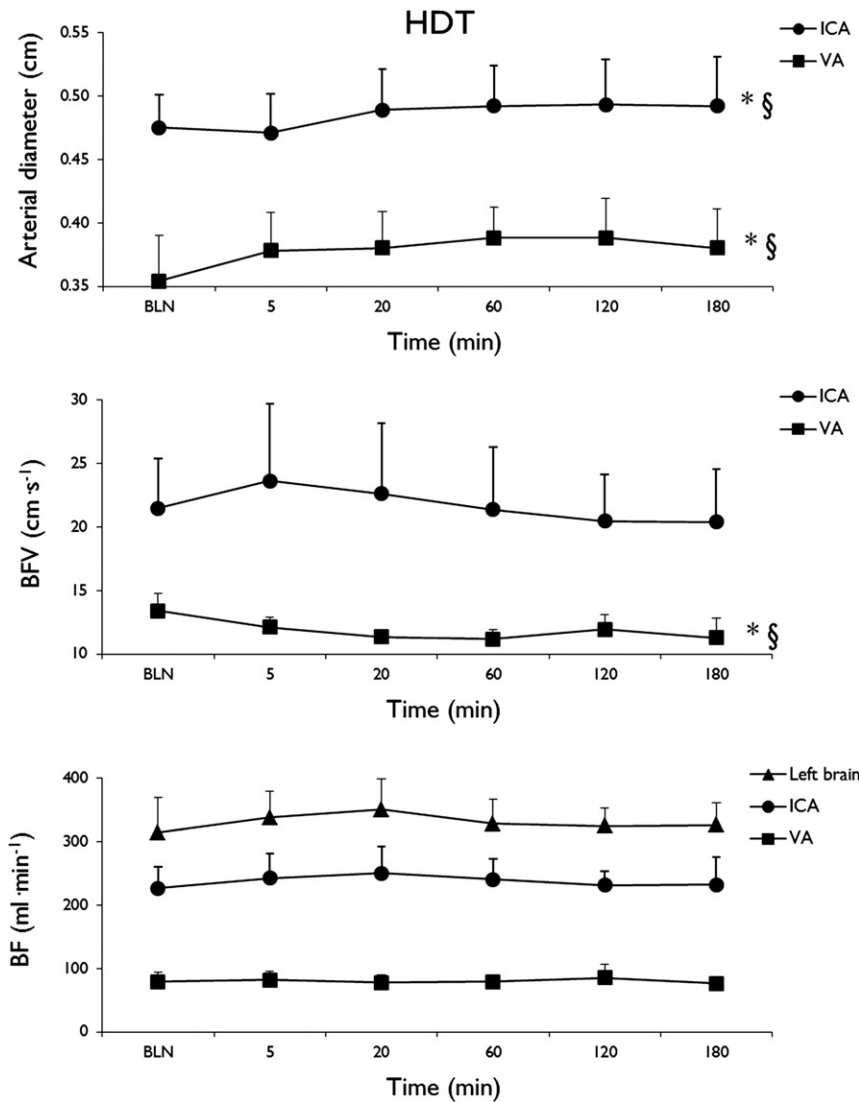 HDT
ICA
VA
Arterial diameter (cm)
0.55
0.50
0.45
0.40
0.35
* §
* §
BLN 5 20 60 120 180
Time (min)
ICA
VA
BFV (cm·s⁻¹)
30
25
20
15
10
* §
BLN 5 20 60 120 180
Time (min)
Left brain
ICA
VA
BF (ml·min⁻¹)
400
300
200
100
0
BLN 5 20 60 120 180
Time (min)